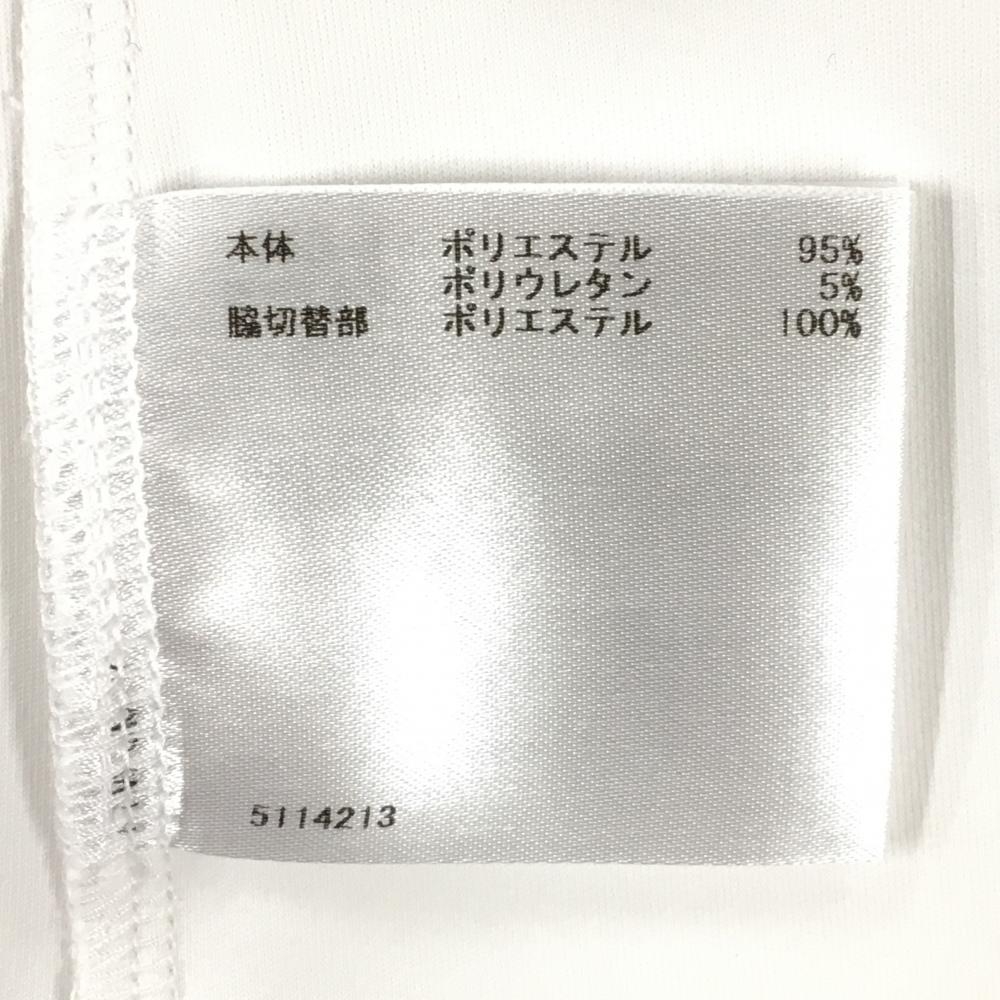 本体 ポリエステル 95%
ポリウレタン 5%
脇切替部 ポリエステル 100%
5114213